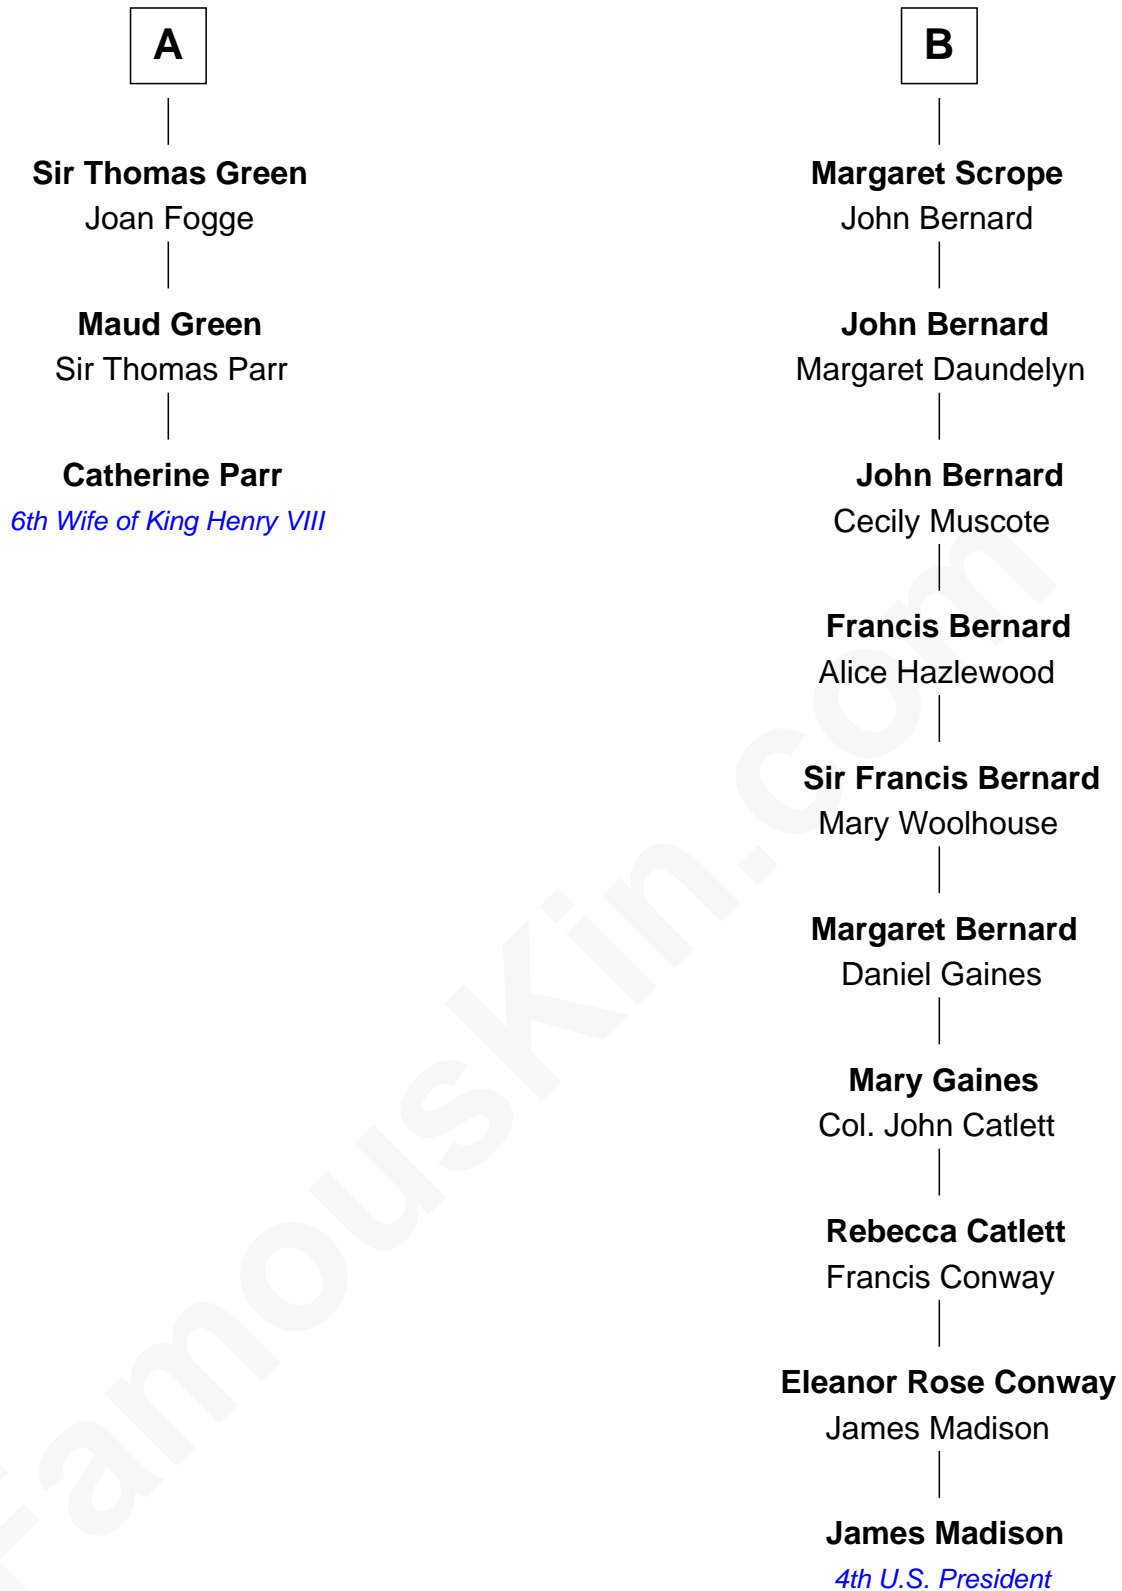 A
Sir Thomas Green
Joan Fogge
Maud Green
Sir Thomas Parr
Catherine Parr
6th Wife of King Henry VIII
B
Margaret Scrope
John Bernard
John Bernard
Margaret Daundelyn
John Bernard
Cecily Muscote
Francis Bernard
Alice Hazlewood
Sir Francis Bernard
Mary Woolhouse
Margaret Bernard
Daniel Gaines
Mary Gaines
Col. John Catlett
Rebecca Catlett
Francis Conway
Eleanor Rose Conway
James Madison
James Madison
4th U.S. President
FamousKin.com